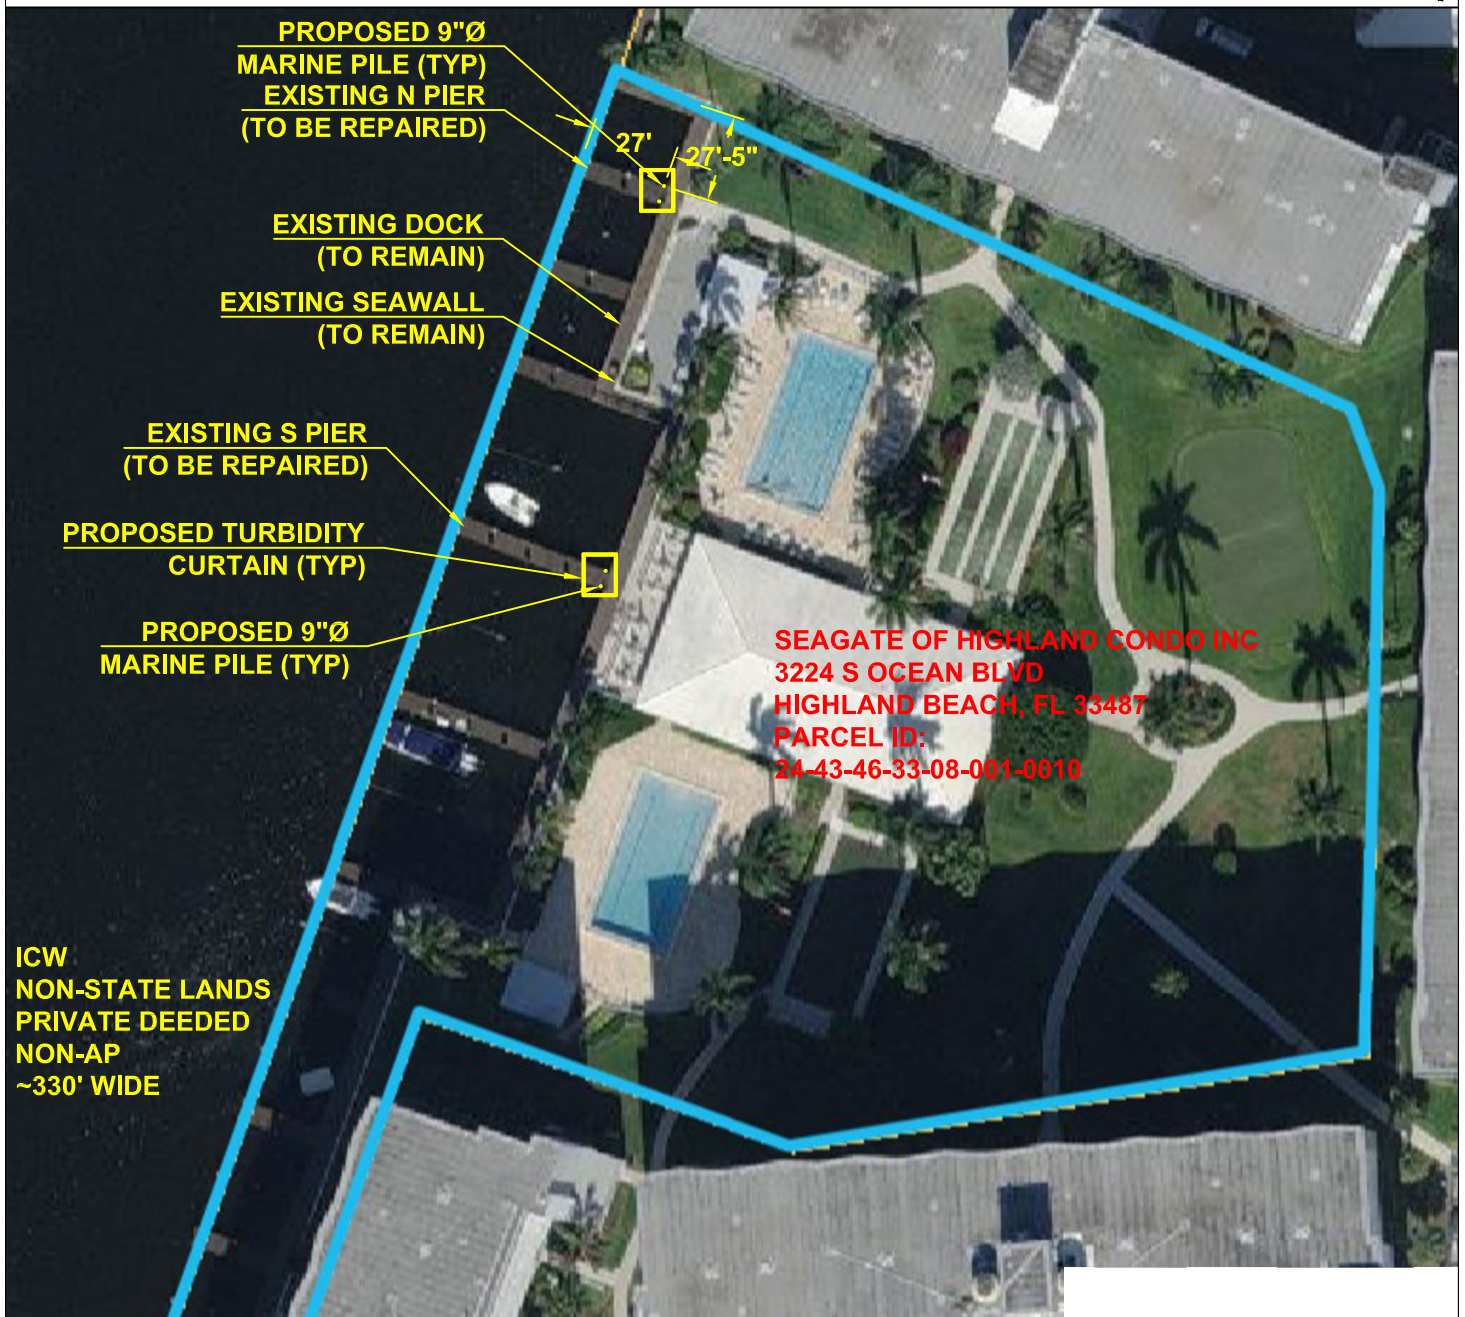 PROPOSED 9"Ø
MARINE PILE (TYP)
EXISTING N PIER
(TO BE REPAIRED)
27'
27'-5"
EXISTING DOCK
(TO REMAIN)
EXISTING SEAWALL
(TO REMAIN)
EXISTING S PIER
(TO BE REPAIRED)
PROPOSED TURBIDITY
CURTAIN (TYP)
PROPOSED 9"Ø
MARINE PILE (TYP)
SEAGATE OF HIGHLAND CONDO INC
3224 S OCEAN BLVD
HIGHLAND BEACH, FL 33487
PARCEL ID:
24-43-46-33-08-001-0010
ICW
NON-STATE LANDS
PRIVATE DEEDED
NON-AP
~330' WIDE